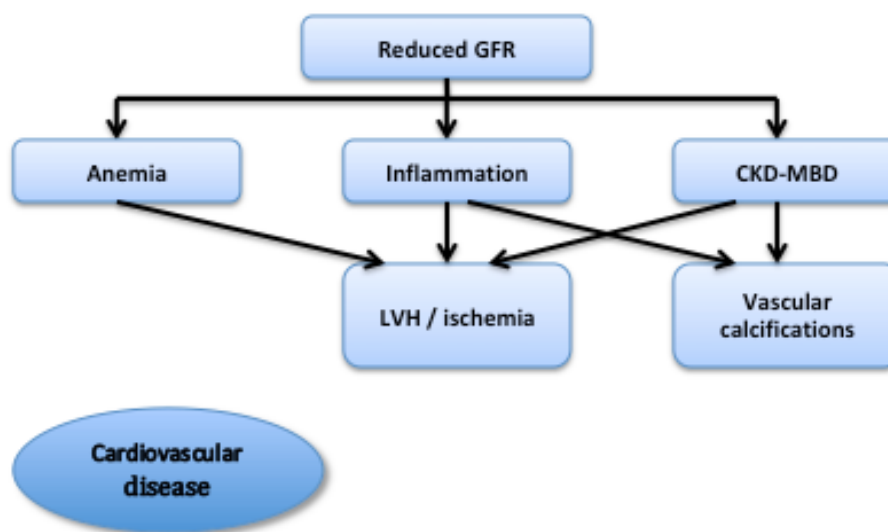 Reduced GFR
Anemia
Inflammation
CKD-MBD
LVH / ischemia
Vascular
calcifications
Cardiovascular
disease